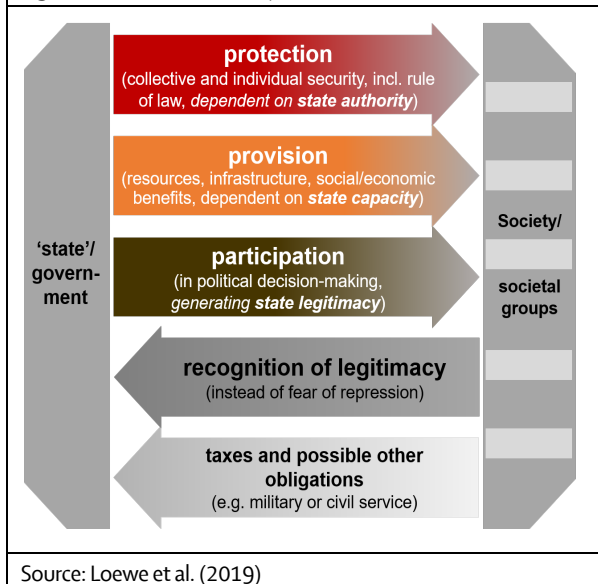 protection
(collective and individual security, incl. rule
of law, dependent on state authority)
provision
(resources, infrastructure, social/economic
benefits, dependent on state capacity)
participation
(in political decision-making,
generating state legitimacy)
recognition of legitimacy
(instead of fear of repression)
taxes and possible other
obligations
(e.g. military or civil service)
‘state’/
govern-
ment
Society/
societal
groups
Source: Loewe et al. (2019)